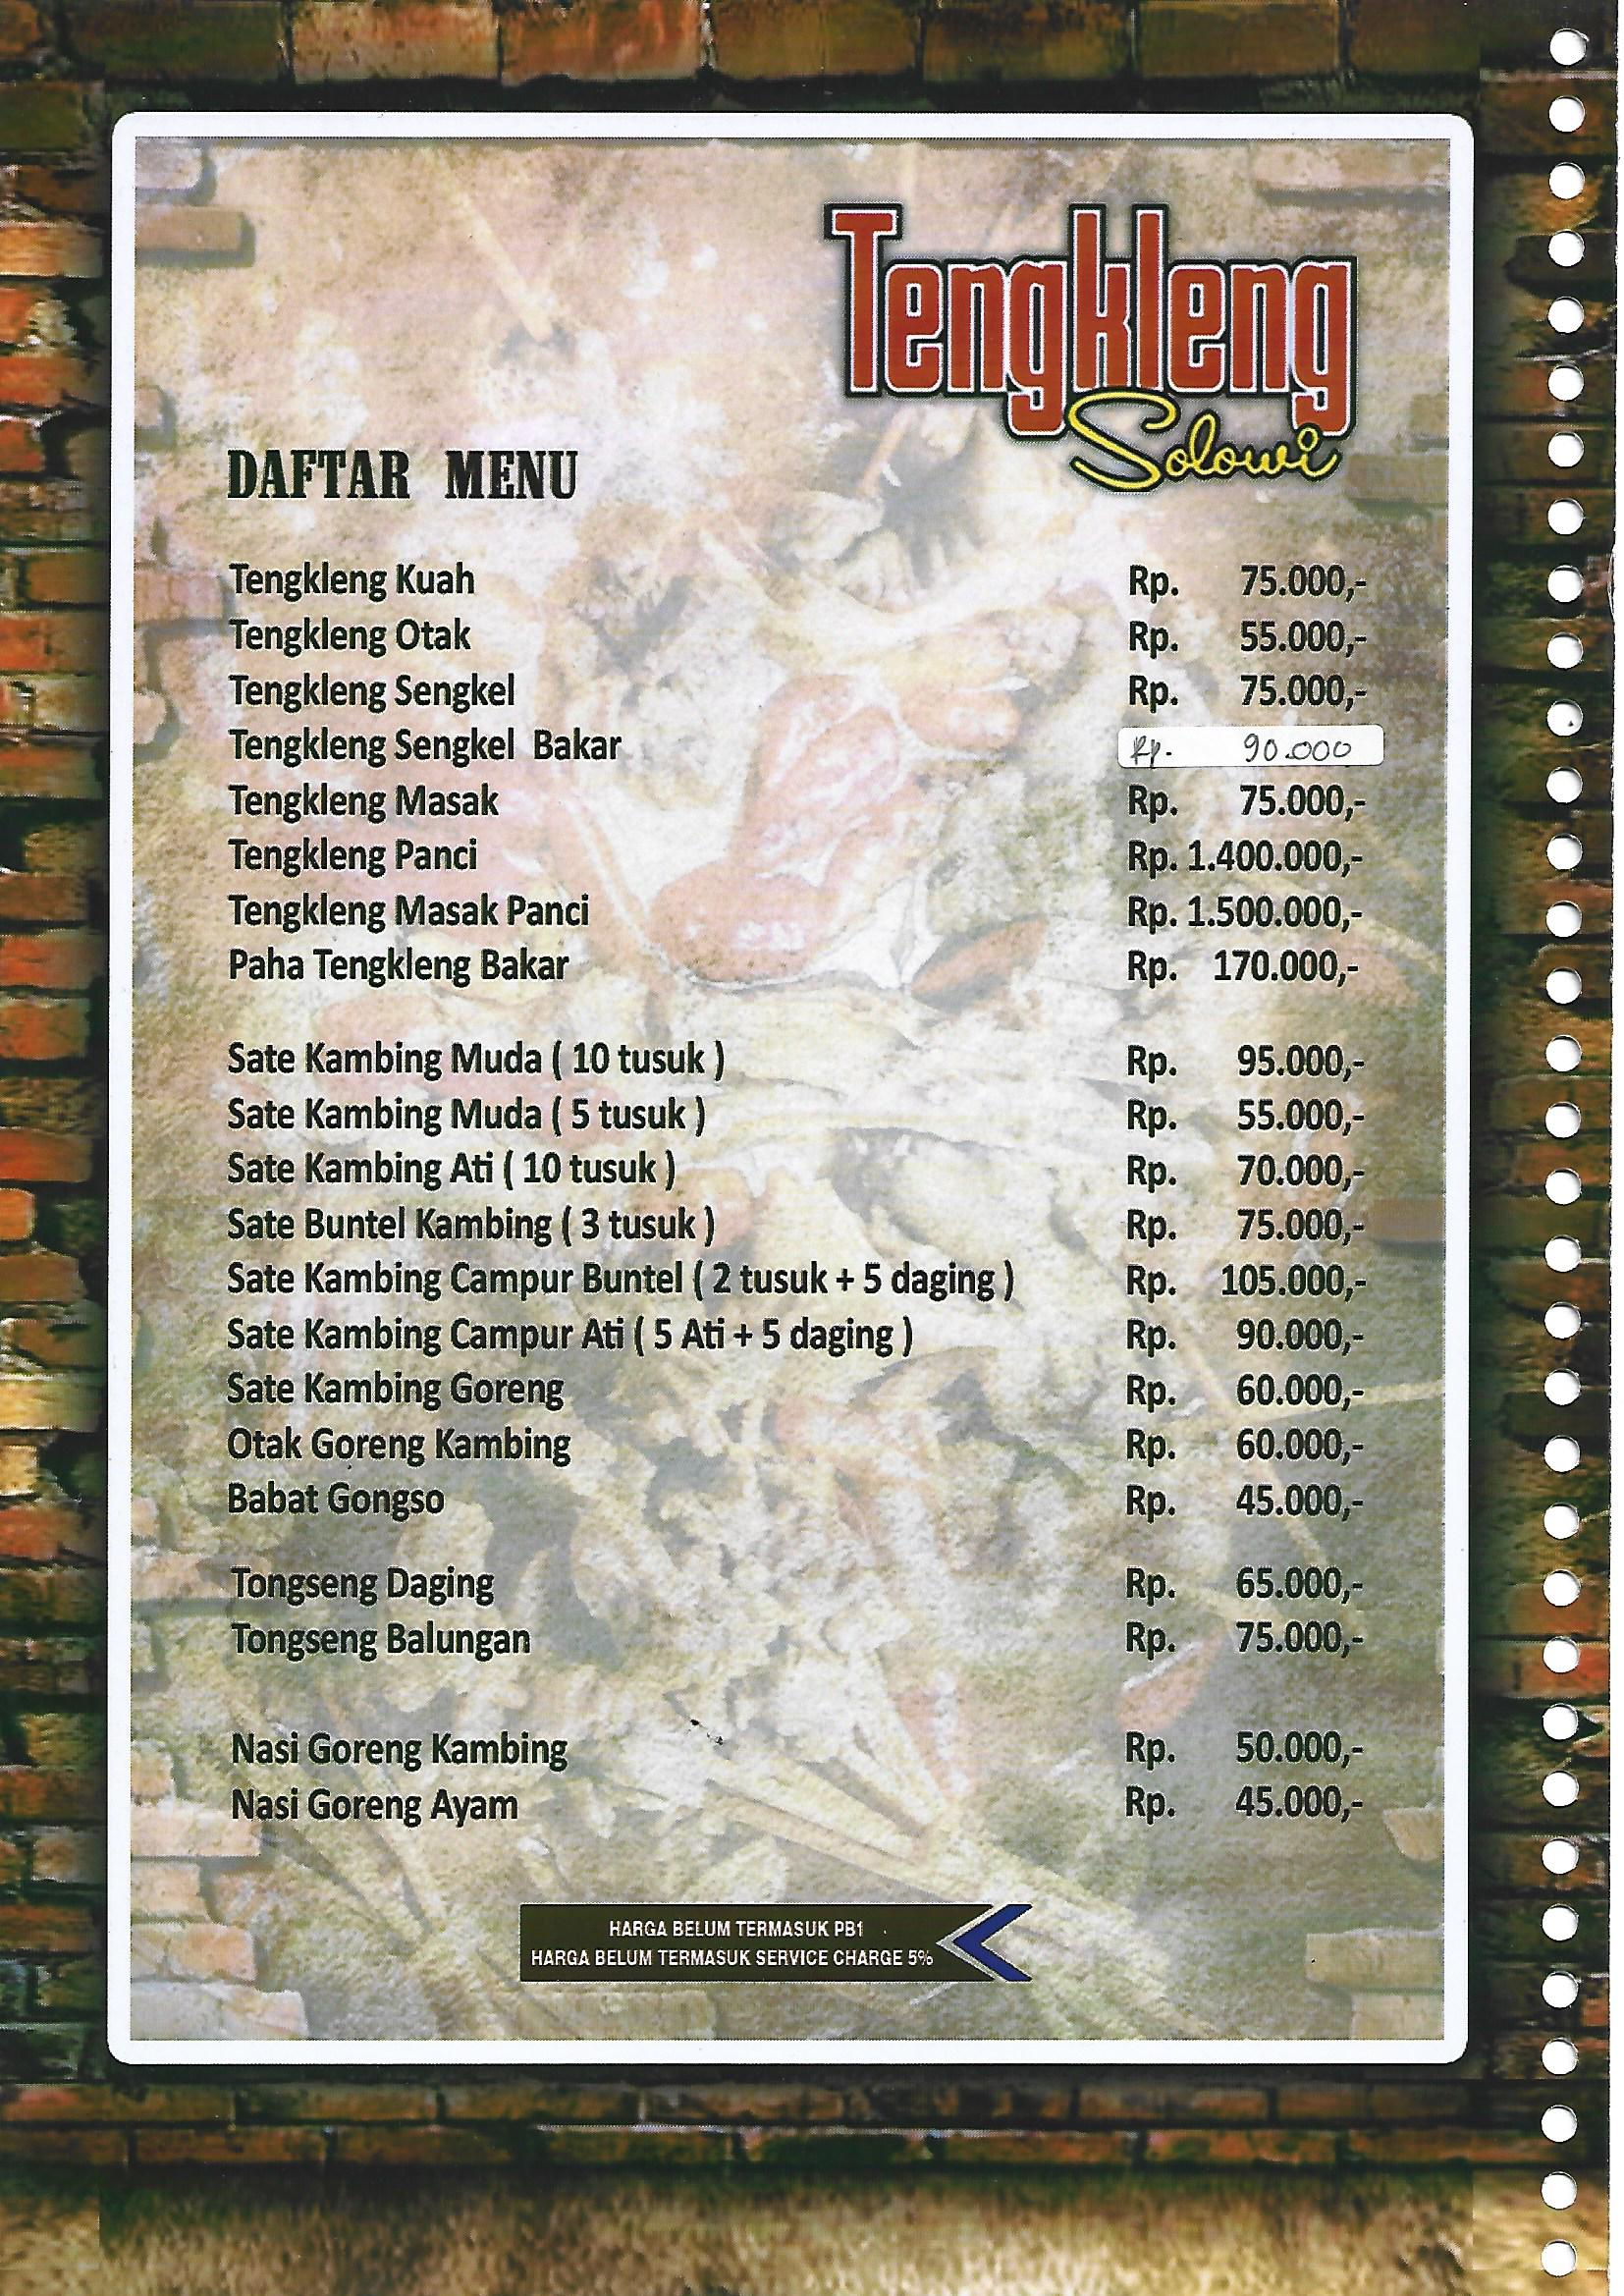 Tengkleng
Solowi
DAFTAR MENU
Tengkleng Kuah Rp. 75.000,-
Tengkleng Otak Rp. 55.000,-
Tengkleng Sengkel Rp. 75.000,-
Tengkleng Sengkel Bakar Rp. 90.000
Tengkleng Masak Rp. 75.000,-
Tengkleng Panci Rp. 1.400.000,-
Tengkleng Masak Panci Rp. 1.500.000,-
Paha Tengkleng Bakar Rp. 170.000,-
Sate Kambing Muda ( 10 tusuk ) Rp. 95.000,-
Sate Kambing Muda ( 5 tusuk ) Rp. 55.000,-
Sate Kambing Ati ( 10 tusuk ) Rp. 70.000,-
Sate Buntel Kambing ( 3 tusuk ) Rp. 75.000,-
Sate Kambing Campur Buntel ( 2 tusuk + 5 daging ) Rp. 105.000,-
Sate Kambing Campur Ati ( 5 Ati + 5 daging ) Rp. 90.000,-
Sate Kambing Goreng Rp. 60.000,-
Otak Goreng Kambing Rp. 60.000,-
Babat Gongso Rp. 45.000,-
Tongseng Daging Rp. 65.000,-
Tongseng Balungan Rp. 75.000,-
Nasi Goreng Kambing Rp. 50.000,-
Nasi Goreng Ayam Rp. 45.000,-
HARGA BELUM TERMASUK PB1
HARGA BELUM TERMASUK SERVICE CHARGE 5%